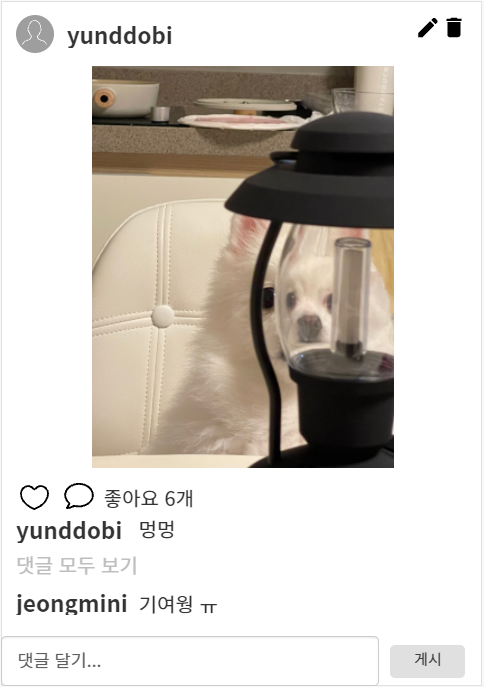 yunddobi
좋아요 6개
yunddobi 멍멍
댓글 모두 보기
jeongmini 기여웡 ㅠ
댓글 달기...
게시